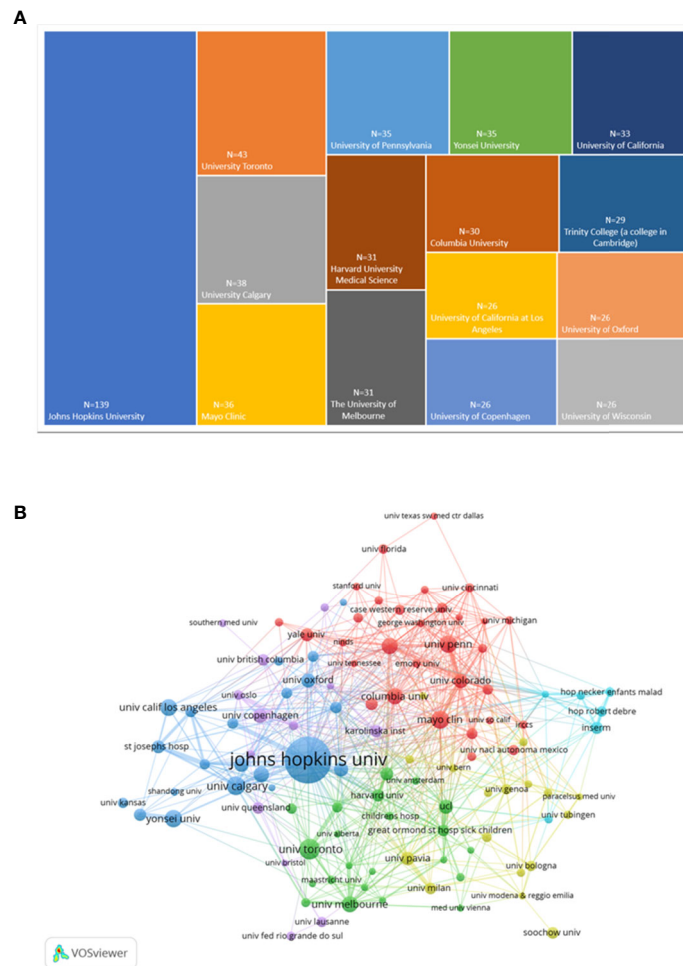 A
N=139
Johns Hopkins University
N=43
University Toronto
N=38
University Calgary
N=36
Mayo Clinic
N=35
University of Pennsylvania
N=35
Yonsei University
N=33
University of California
N=31
Harvard University
Medical Science
N=31
The University of
Melbourne
N=30
Columbia University
N=29
Trinity College (a college in
Cambridge)
N=26
University of California at Los
Angeles
N=26
University of Oxford
N=26
University of Copenhagen
N=26
University of Wisconsin
B
univ texas sw med ctr dallas
univ florida
stanford univ
univ cincinnati
case western reserve univ
southern med univ
george washington univ
univ michigan
yale univ
ninds
univ penn
univ british columbia
univ tennessee
emory univ
univ oxford
univ colorado
hop necker enfants malad
univ oslo
columbia univ
hop robert debre
univ calif los angeles
univ copenhagen
mayo clin
univ so calif
irccs
inserm
karolinska inst
st josephs hosp
johns hopkins univ
univ nacl autonoma mexico
univ bern
univ amsterdam
shandong univ
univ calgary
harvard univ
univ genoa
paracelsus med univ
univ kansas
univ queensland
childrens hosp
ucl
yonsei univ
univ tubingen
univ alberta
great ormond st hosp sick children
univ toronto
univ bristol
univ pavia
univ bologna
maastricht univ
univ milan
univ modena & reggio emilia
univ melbourne
med univ vienna
univ lausanne
univ fed rio grande do sul
soochow univ
VOSviewer